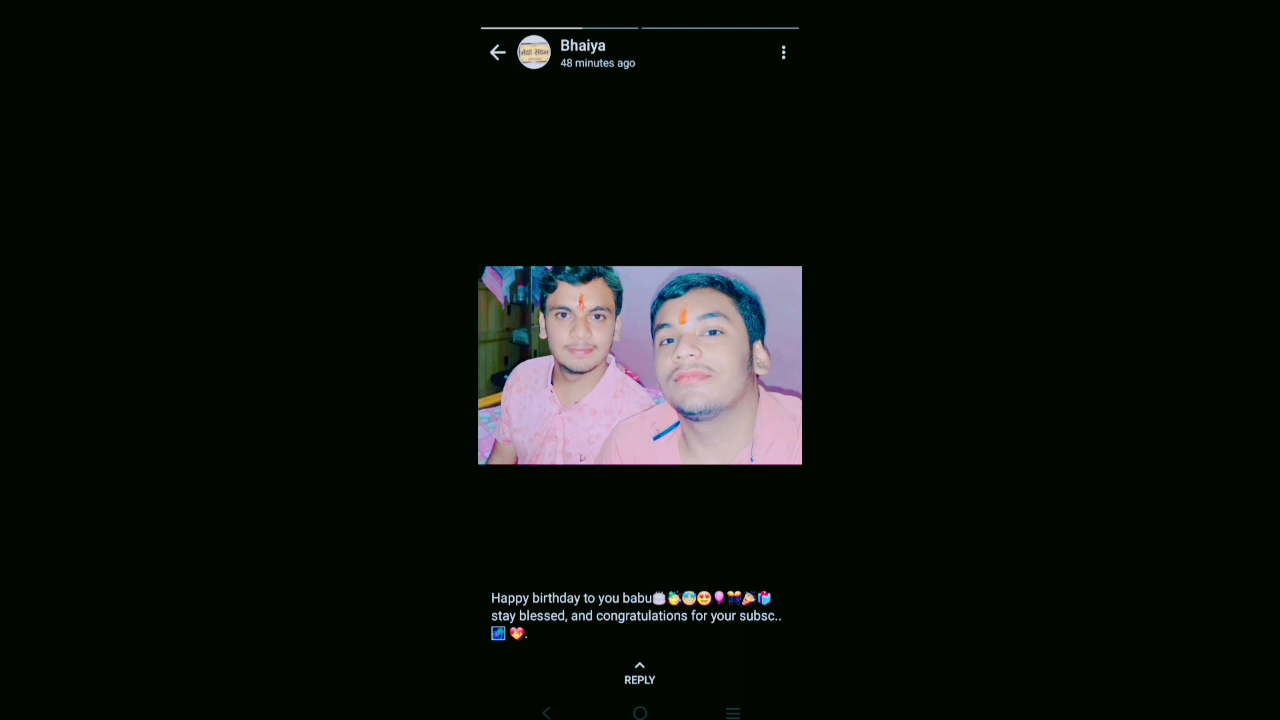 Bhaiya
48 minutes ago
Happy birthday to you babu🎂🥳😇😍🎈🎊🎉🎁
stay blessed, and congratulations for your subsc..
🎆 💖.
REPLY